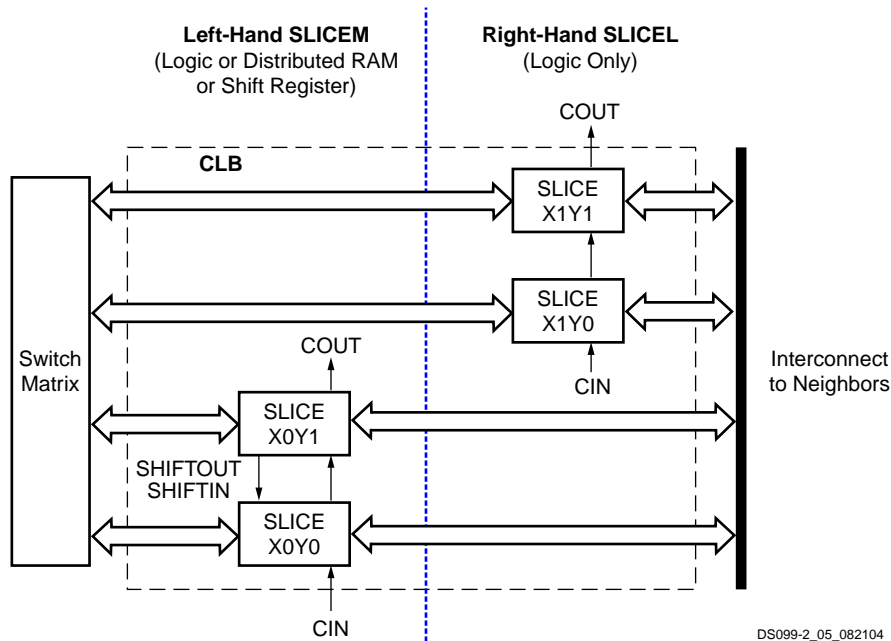 Left-Hand SLICEM
(Logic or Distributed RAM
or Shift Register)
Right-Hand SLICEL
(Logic Only)
COUT
CLB
SLICE
X1Y1
SLICE
X1Y0
COUT
CIN
Switch
Matrix
Interconnect
to Neighbors
SLICE
X0Y1
SHIFTOUT
SHIFTIN
SLICE
X0Y0
CIN
DS099-2_05_082104